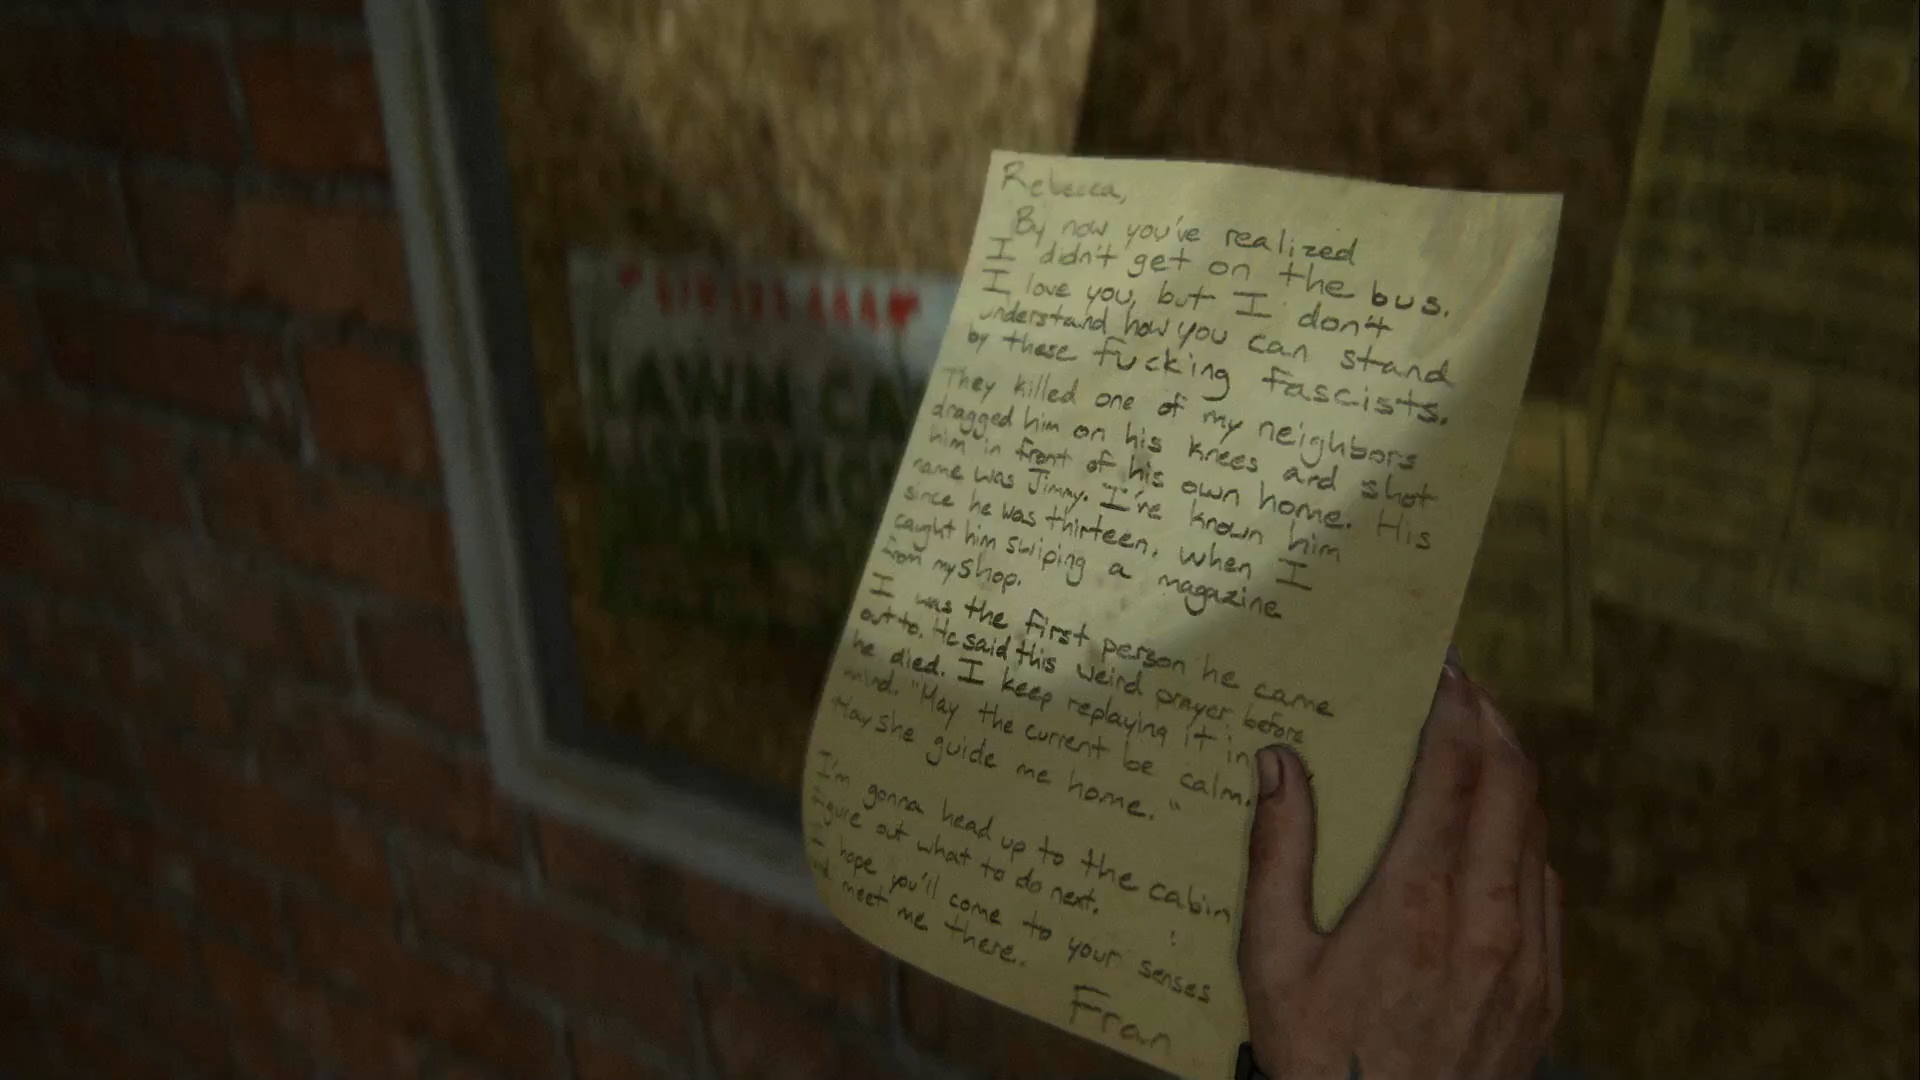 Rebecca,
By now you've realized
I didn't get on the bus.
I love you, but I don't
understand how you can stand
by these fucking fascists.
They killed one of my neighbors
dragged him on his knees and shot
him in front of his own home. His
name was Jimmy. I've known him
since he was thirteen, when I
caught him swiping a magazine
from my shop.
I was the first person he came
out to. He said this weird prayer before
he died. I keep replaying it in
mind. "May the current be calm.
May she guide me home."
I'm gonna head up to the cabin
figure out what to do next.
I hope you'll come to your senses
and meet me there.
Fran
LAWN CA